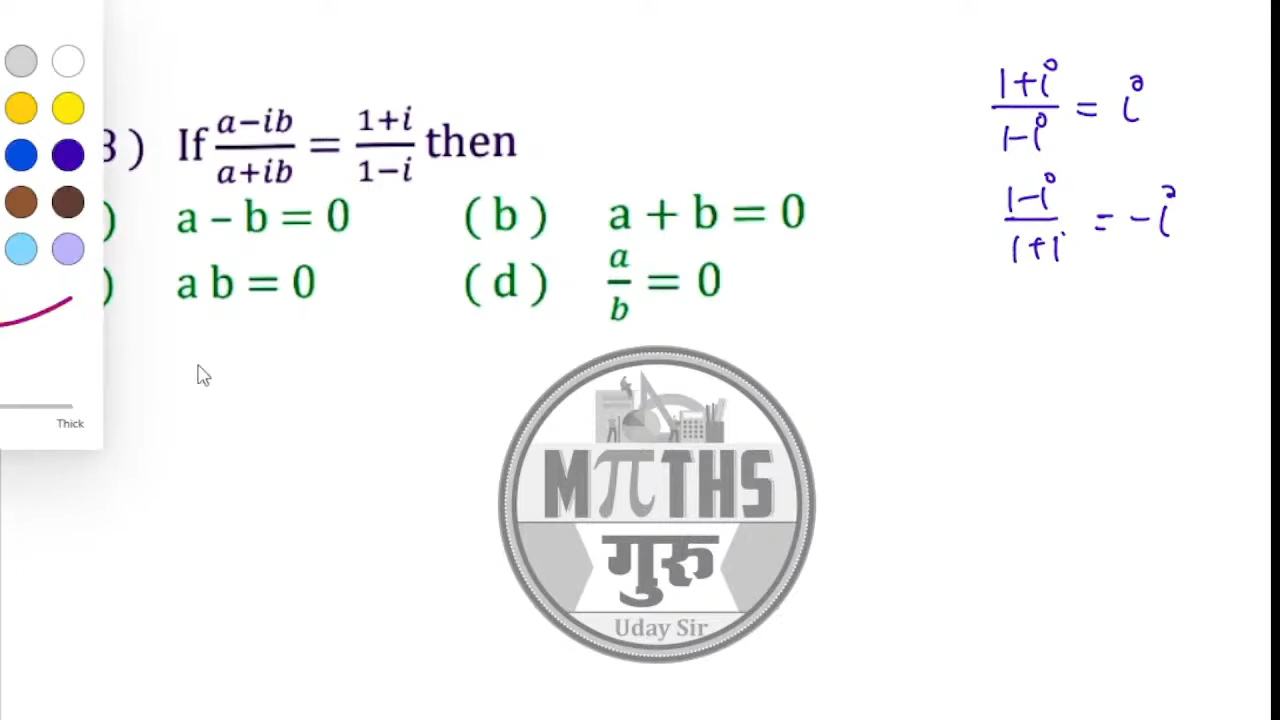 3 ) If a−ib/a+ib = 1+i/1−i then
) a – b = 0 ( b ) a + b = 0
) a b = 0 ( d ) a/b = 0
1+i/1-i = i
1-i/1+i = -i
Thick
MπTHS
गुरु
Uday Sir